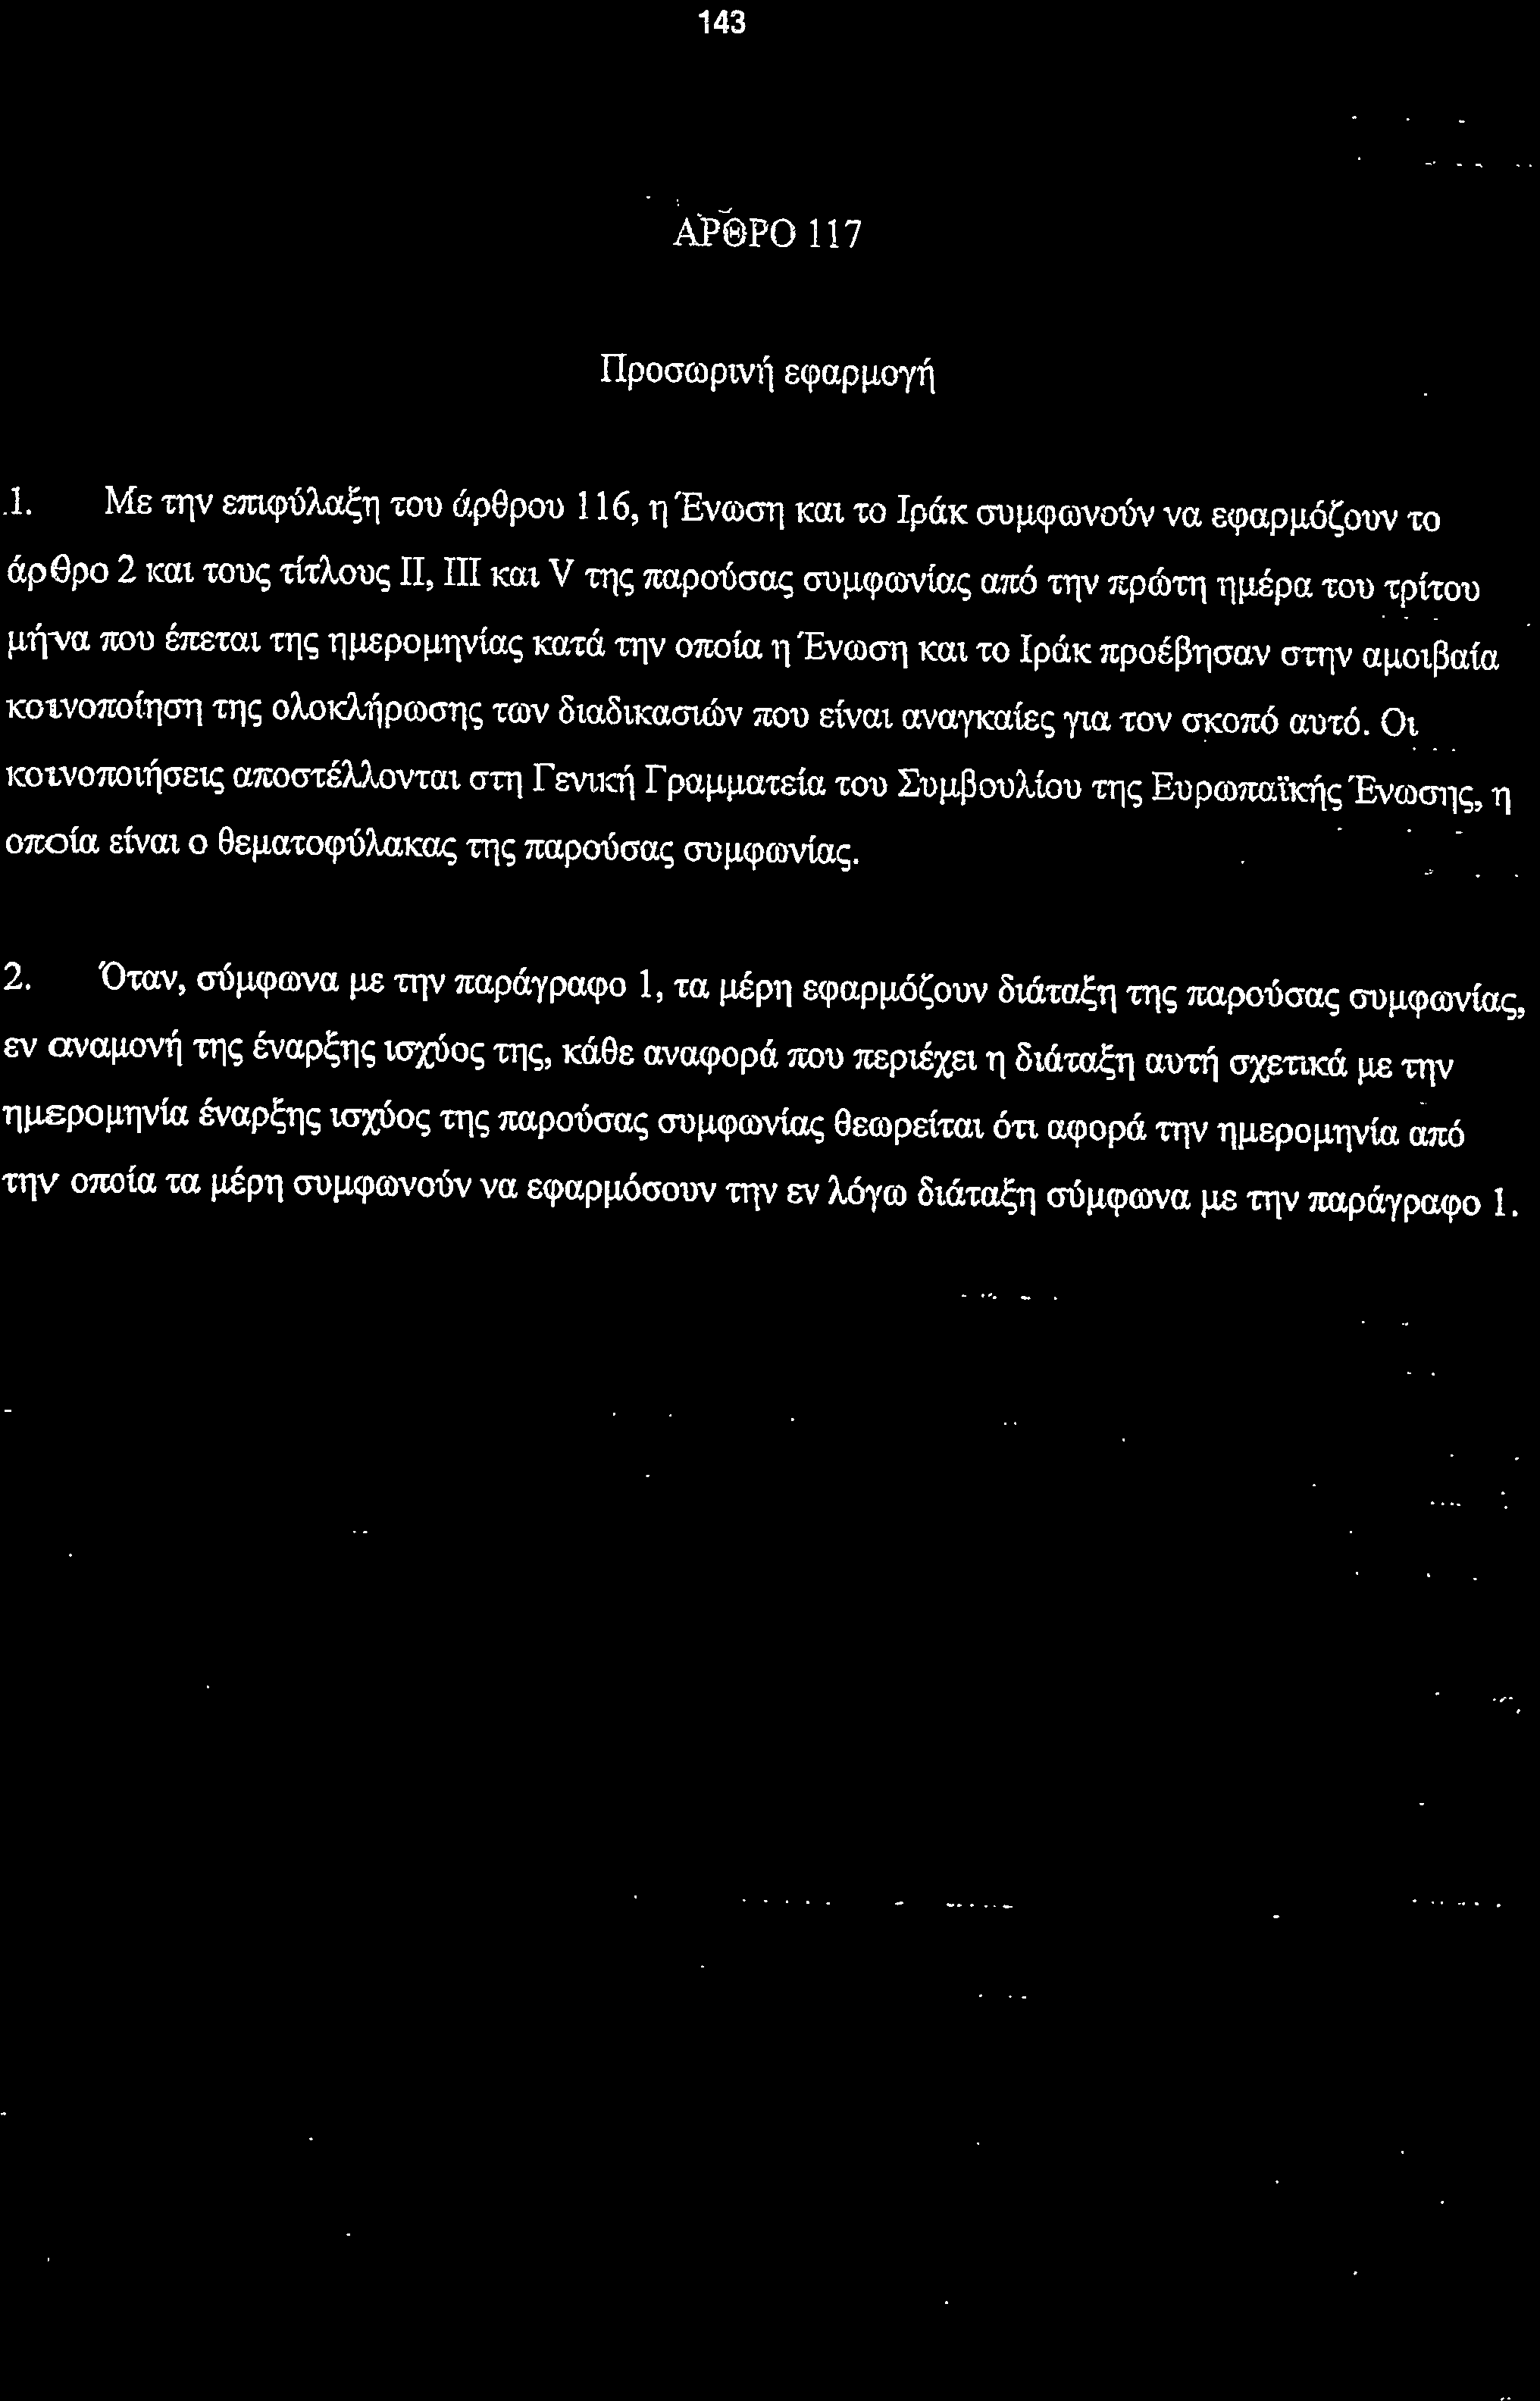 143
ΑΡΘΡΟ 117
Προσωρινή εφαρμογή
1. Με την επιφύλαξη του άρθρου 116, η Ένωση και το Ιράκ συμφωνούν να εφαρμόζουν το
άρθρο 2 και τους τίτλους II, III και V της παρούσας συμφωνίας από την πρώτη ημέρα του τρίτου
μήνα που έπεται της ημερομηνίας κατά την οποία η Ένωση και το Ιράκ προέβησαν στην αμοιβαία
κοινοποίηση της ολοκλήρωσης των διαδικασιών που είναι αναγκαίες για τον σκοπό αυτό. Οι
κοινοποιήσεις αποστέλλονται στη Γενική Γραμματεία του Συμβουλίου της Ευρωπαϊκής Ένωσης, η
οποία είναι ο θεματοφύλακας της παρούσας συμφωνίας.
2. Όταν, σύμφωνα με την παράγραφο 1, τα μέρη εφαρμόζουν διάταξη της παρούσας συμφωνίας,
εν αναμονή της έναρξης ισχύος της, κάθε αναφορά που περιέχει η διάταξη αυτή σχετικά με την
ημερομηνία έναρξης ισχύος της παρούσας συμφωνίας θεωρείται ότι αφορά την ημερομηνία από
την οποία τα μέρη συμφωνούν να εφαρμόσουν την εν λόγω διάταξη σύμφωνα με την παράγραφο 1.